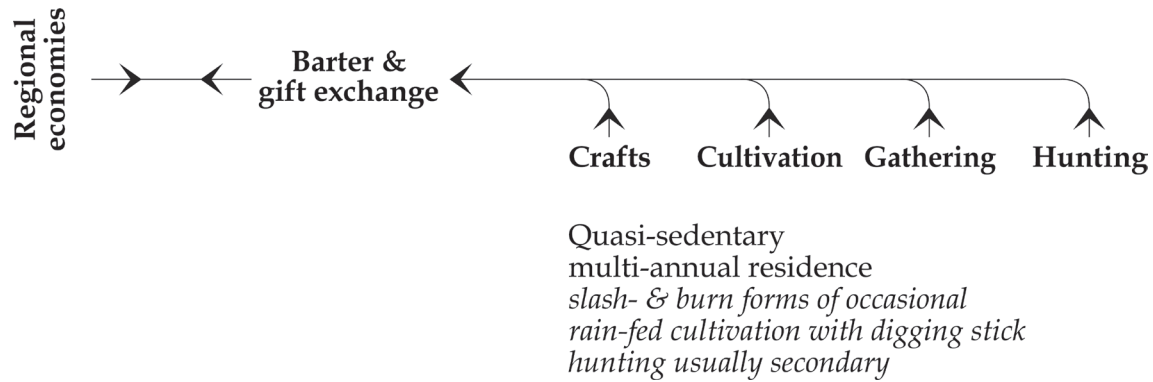 Regional
economies
Barter &
gift exchange
Crafts
Cultivation
Gathering
Hunting
Quasi-sedentary
multi-annual residence
slash- & burn forms of occasional
rain-fed cultivation with digging stick
hunting usually secondary